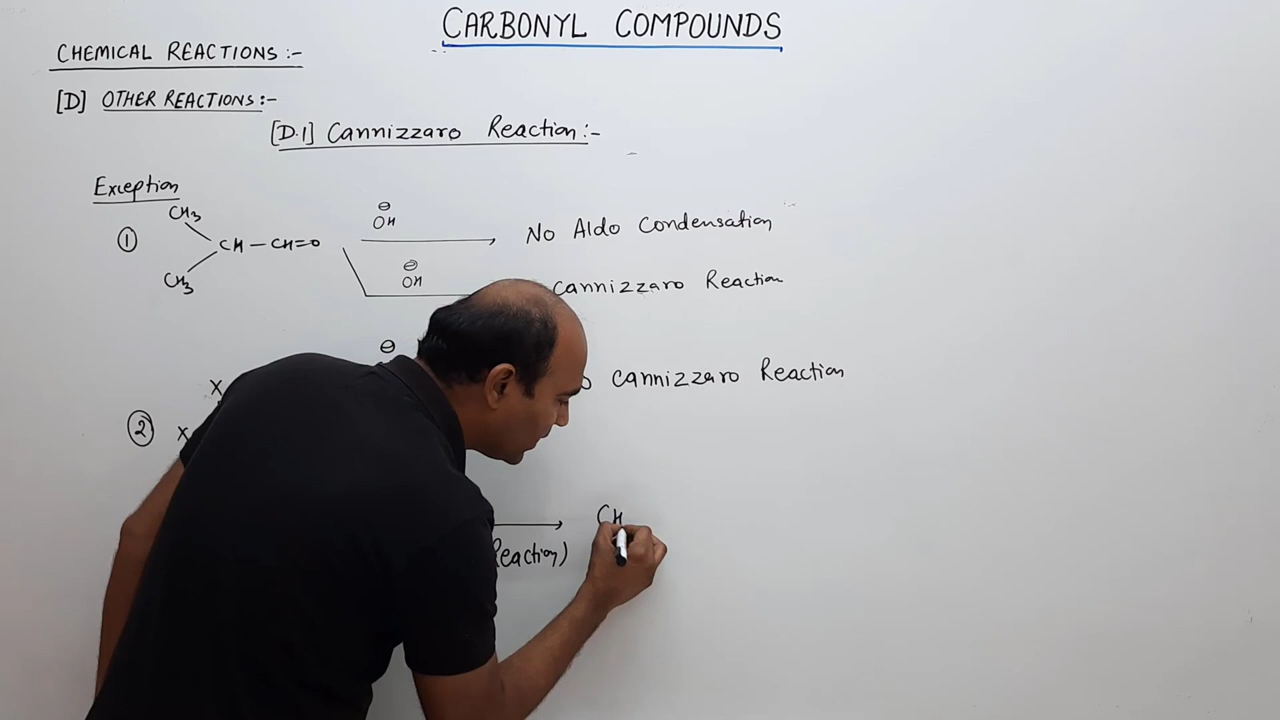 CARBONYL COMPOUNDS
CHEMICAL REACTIONS :-
[D] OTHER REACTIONS :-
[D.1] Cannizzaro Reaction :-
Exception
CH3
⊖
OH
① CH - CH=O No Aldo Condensation
CH3
⊖
OH
Cannizzaro Reaction
⊖
X Cannizzaro Reaction
② X
CH
Reaction)